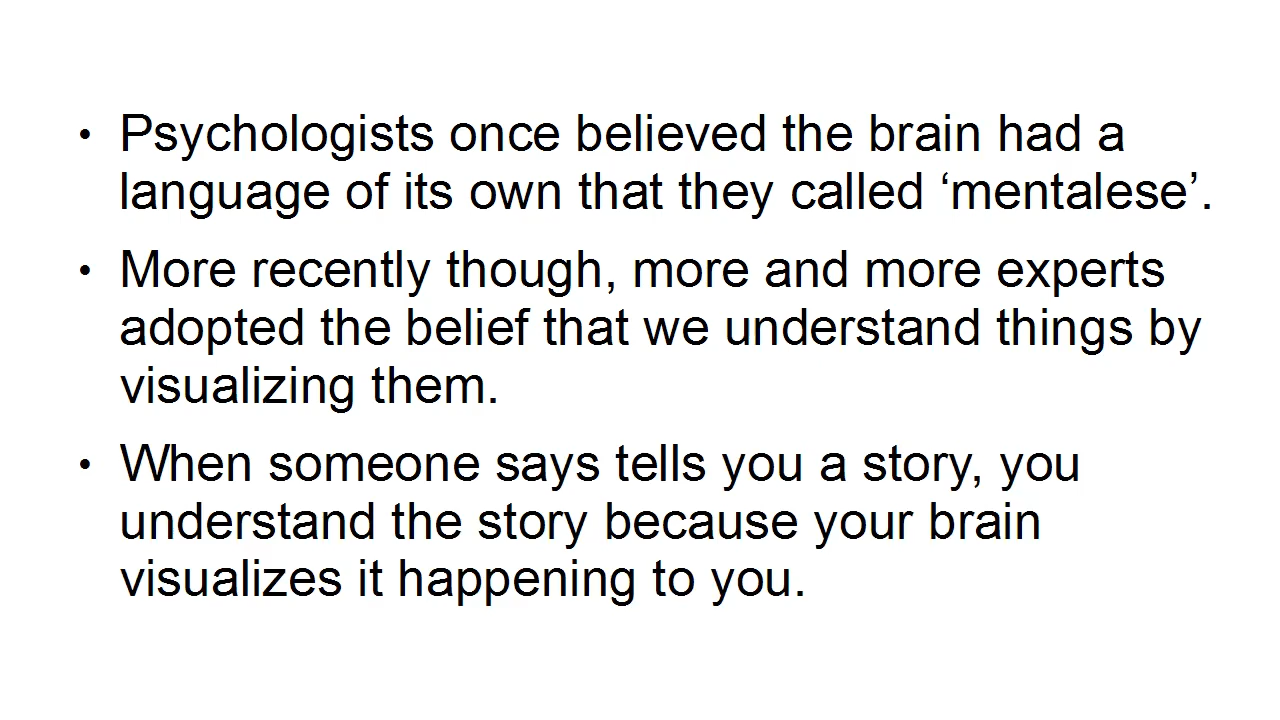 • Psychologists once believed the brain had a
language of its own that they called ‘mentalese’.
• More recently though, more and more experts
adopted the belief that we understand things by
visualizing them.
• When someone says tells you a story, you
understand the story because your brain
visualizes it happening to you.